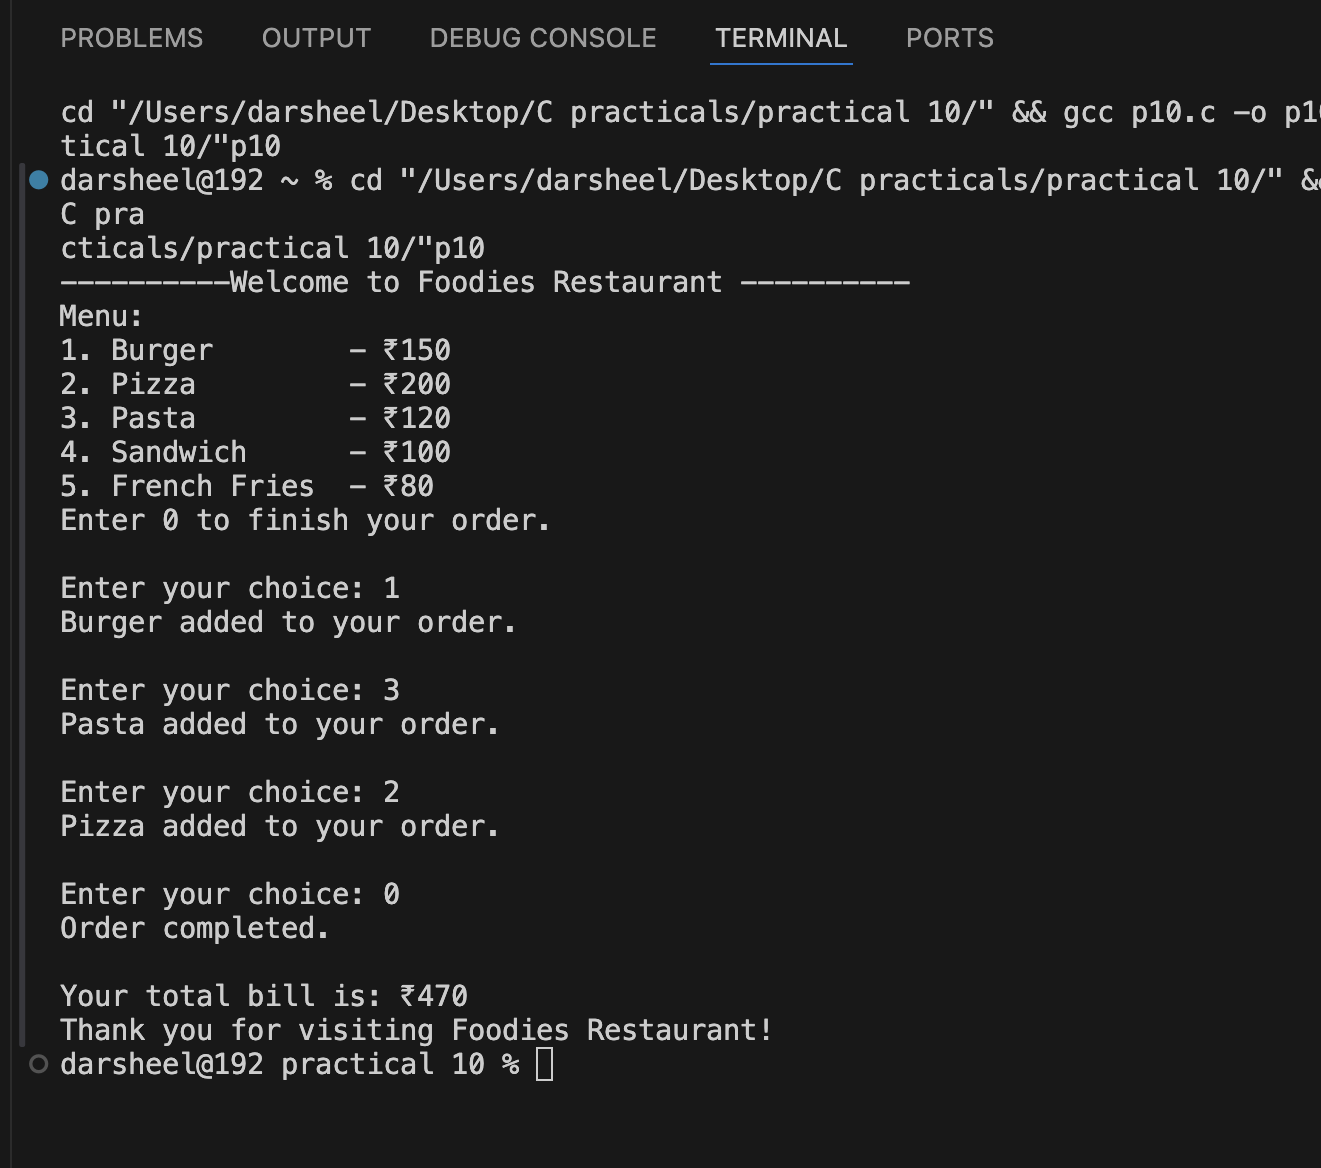 PROBLEMS OUTPUT DEBUG CONSOLE TERMINAL PORTS
cd "/Users/darsheel/Desktop/C practicals/practical 10/" && gcc p10.c -o
tical 10/"p10
darsheel@192 ~ % cd "/Users/darsheel/Desktop/C practicals/practical 10/"
C pra
cticals/practical 10/"p10
----------Welcome to Foodies Restaurant ----------
Menu:
1. Burger        - ₹150
2. Pizza         - ₹200
3. Pasta         - ₹120
4. Sandwich      - ₹100
5. French Fries  - ₹80
Enter 0 to finish your order.
Enter your choice: 1
Burger added to your order.
Enter your choice: 3
Pasta added to your order.
Enter your choice: 2
Pizza added to your order.
Enter your choice: 0
Order completed.
Your total bill is: ₹470
Thank you for visiting Foodies Restaurant!
darsheel@192 practical 10 %